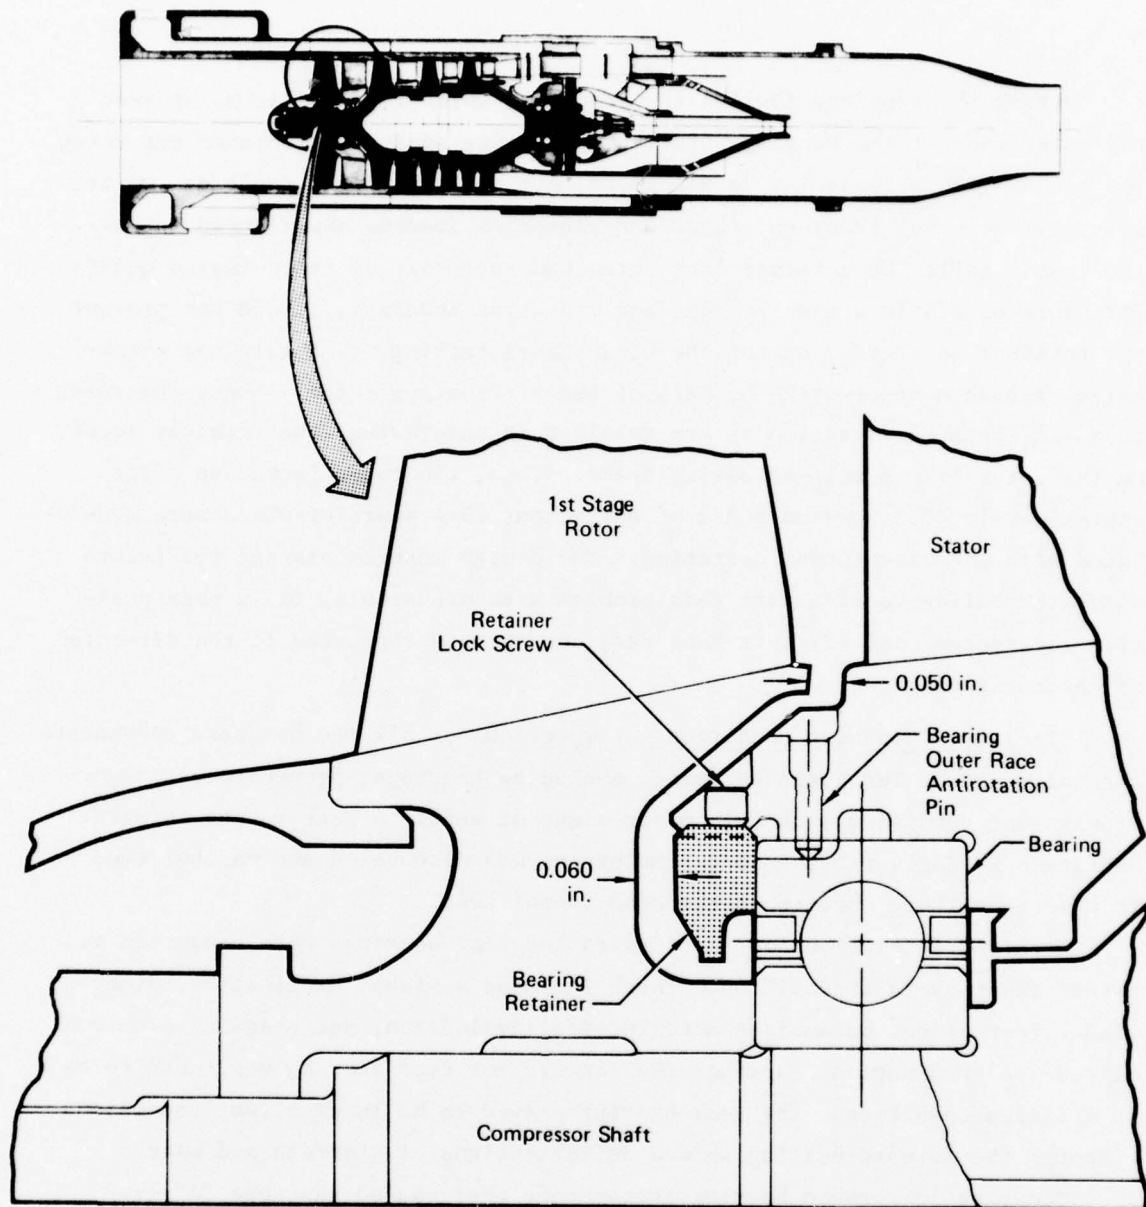 1st Stage
Rotor
Stator
Retainer
Lock Screw
0.050 in.
Bearing
Outer Race
Antirotation
Pin
Bearing
0.060
in.
Bearing
Retainer
Compressor Shaft